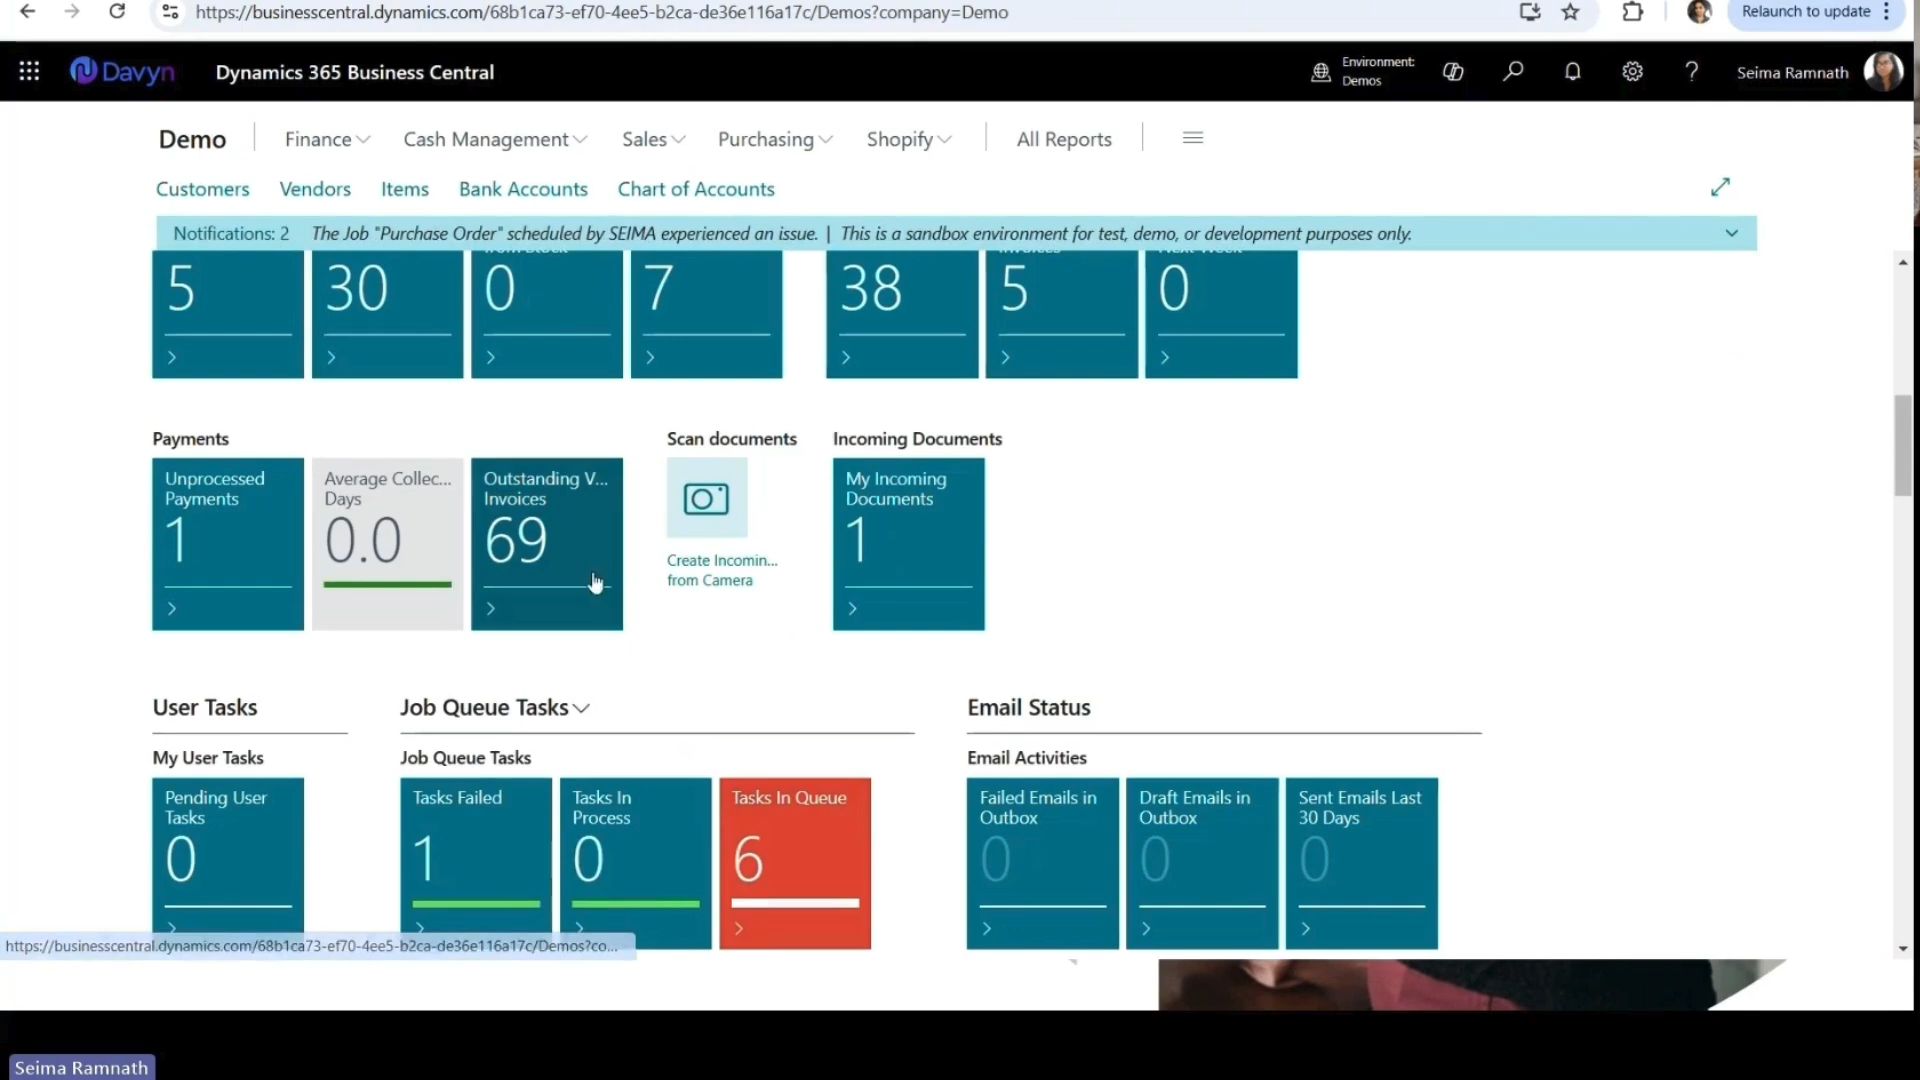 https://businesscentral.dynamics.com/68b1ca73-ef70-4ee5-b2ca-de36e116a17c/Demos?company=Demo
Relaunch to update
Davyn
Dynamics 365 Business Central
Environment:
Demos
Seima Ramnath
Demo
Finance
Cash Management
Sales
Purchasing
Shopify
All Reports
Customers
Vendors
Items
Bank Accounts
Chart of Accounts
Notifications: 2
The Job "Purchase Order" scheduled by SEIMA experienced an issue. | This is a sandbox environment for test, demo, or development purposes only.
5
30
0
7
38
5
0
Payments
Scan documents
Incoming Documents
Unprocessed
Payments
1
Average Collec...
Days
0.0
Outstanding V...
Invoices
69
Create Incomin...
from Camera
My Incoming
Documents
1
User Tasks
Job Queue Tasks
Email Status
My User Tasks
Job Queue Tasks
Email Activities
Pending User
Tasks
0
Tasks Failed
1
Tasks In
Process
0
Tasks In Queue
6
Failed Emails in
Outbox
0
Draft Emails in
Outbox
0
Sent Emails Last
30 Days
0
https://businesscentral.dynamics.com/68b1ca73-ef70-4ee5-b2ca-de36e116a17c/Demos?co...
Seima Ramnath